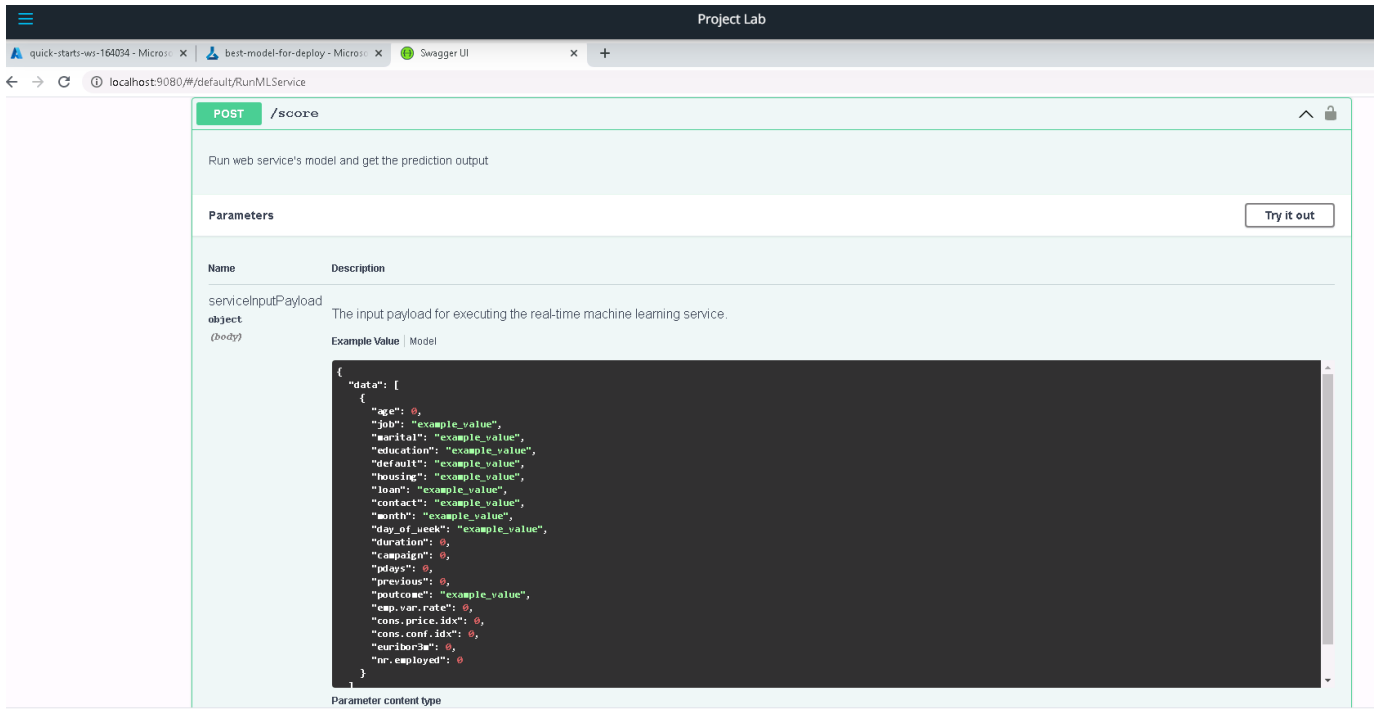 Project Lab
quick-starts-ws-164034 - Microso
best-model-for-deploy - Microso
Swagger UI
localhost:9080/#/default/RunMLService
POST /score
Run web service's model and get the prediction output
Parameters
Try it out
Name Description
serviceInputPayload
object
(body)
The input payload for executing the real-time machine learning service.
Example Value Model
{
"data": [
{
"age": 0,
"job": "example_value",
"marital": "example_value",
"education": "example_value",
"default": "example_value",
"housing": "example_value",
"loan": "example_value",
"contact": "example_value",
"month": "example_value",
"day_of_week": "example_value",
"duration": 0,
"campaign": 0,
"pdays": 0,
"previous": 0,
"poutcome": "example_value",
"emp.var.rate": 0,
"cons.price.idx": 0,
"cons.conf.idx": 0,
"euribor3m": 0,
"nr.employed": 0
}
]
Parameter content type